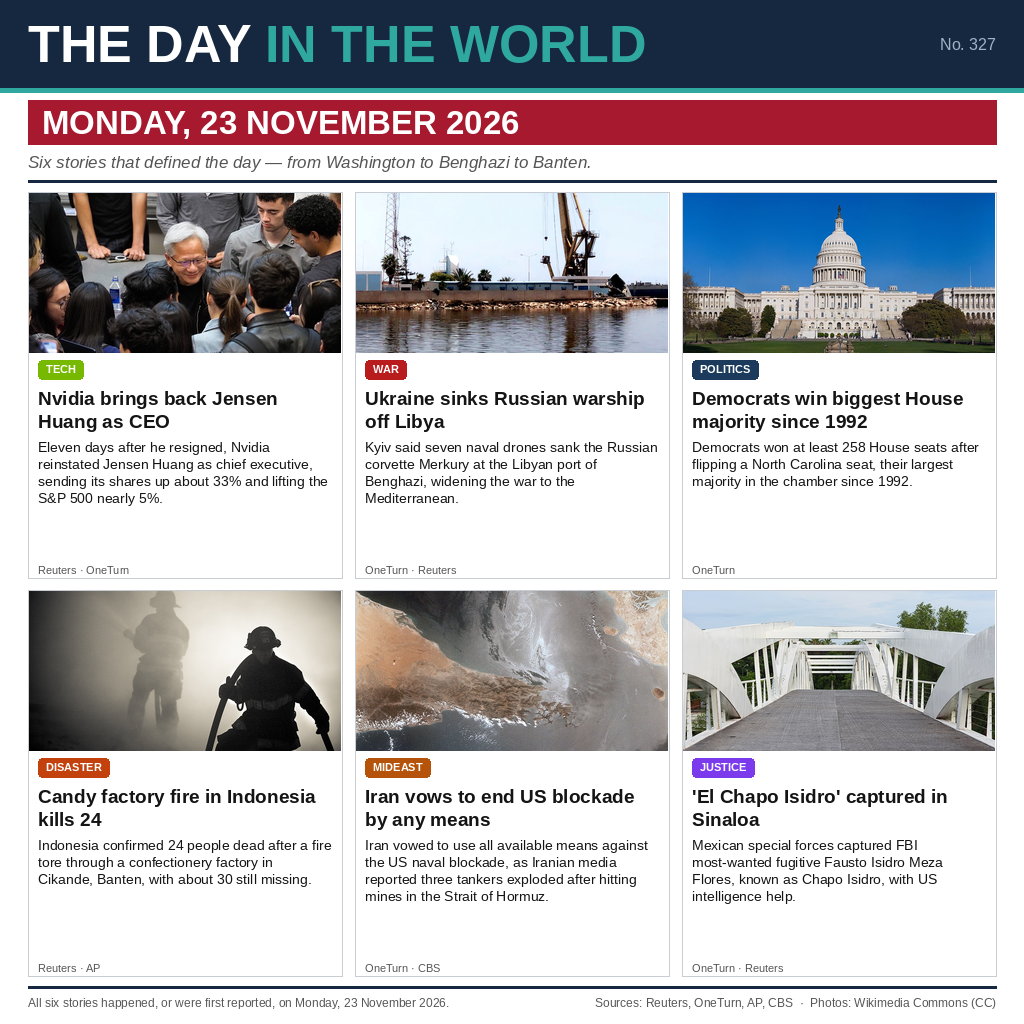 THE DAY IN THE WORLD
No. 327
MONDAY, 23 NOVEMBER 2026
Six stories that defined the day — from Washington to Benghazi to Banten.
TECH
Nvidia brings back Jensen
Huang as CEO
Eleven days after he resigned, Nvidia
reinstated Jensen Huang as chief executive,
sending its shares up about 33% and lifting the
S&P 500 nearly 5%.
Reuters · OneTurn
WAR
Ukraine sinks Russian warship
off Libya
Kyiv said seven naval drones sank the Russian
corvette Merkury at the Libyan port of
Benghazi, widening the war to the
Mediterranean.
OneTurn · Reuters
POLITICS
Democrats win biggest House
majority since 1992
Democrats won at least 258 House seats after
flipping a North Carolina seat, their largest
majority in the chamber since 1992.
OneTurn
DISASTER
Candy factory fire in Indonesia
kills 24
Indonesia confirmed 24 people dead after a fire
tore through a confectionery factory in
Cikande, Banten, with about 30 still missing.
Reuters · AP
MIDEAST
Iran vows to end US blockade
by any means
Iran vowed to use all available means against
the US naval blockade, as Iranian media
reported three tankers exploded after hitting
mines in the Strait of Hormuz.
OneTurn · CBS
JUSTICE
'El Chapo Isidro' captured in
Sinaloa
Mexican special forces captured FBI
most-wanted fugitive Fausto Isidro Meza
Flores, known as Chapo Isidro, with US
intelligence help.
OneTurn · Reuters
All six stories happened, or were first reported, on Monday, 23 November 2026.
Sources: Reuters, OneTurn, AP, CBS · Photos: Wikimedia Commons (CC)